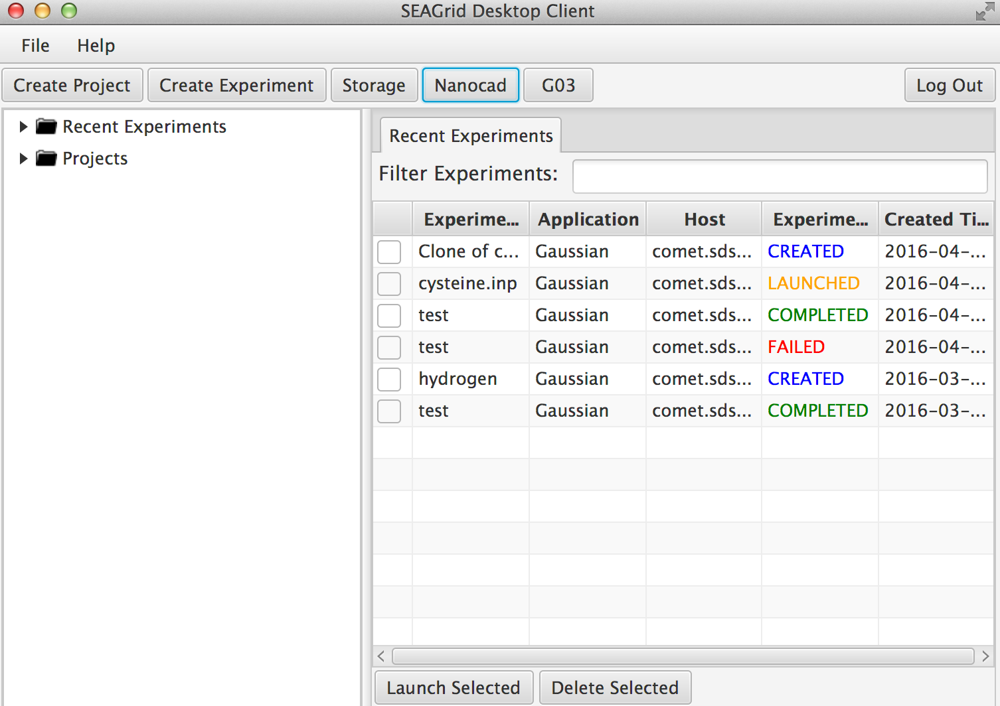 SEAGrid Desktop Client
File Help
Create Project Create Experiment Storage Nanocad G03 Log Out
Recent Experiments
Projects
Recent Experiments
Filter Experiments:
Experime... Application Host Experime... Created Ti...
Clone of c... Gaussian comet.sds... CREATED 2016-04-...
cysteine.inp Gaussian comet.sds... LAUNCHED 2016-04-...
test Gaussian comet.sds... COMPLETED 2016-04-...
test Gaussian comet.sds... FAILED 2016-04-...
hydrogen Gaussian comet.sds... CREATED 2016-03-...
test Gaussian comet.sds... COMPLETED 2016-03-...
Launch Selected Delete Selected